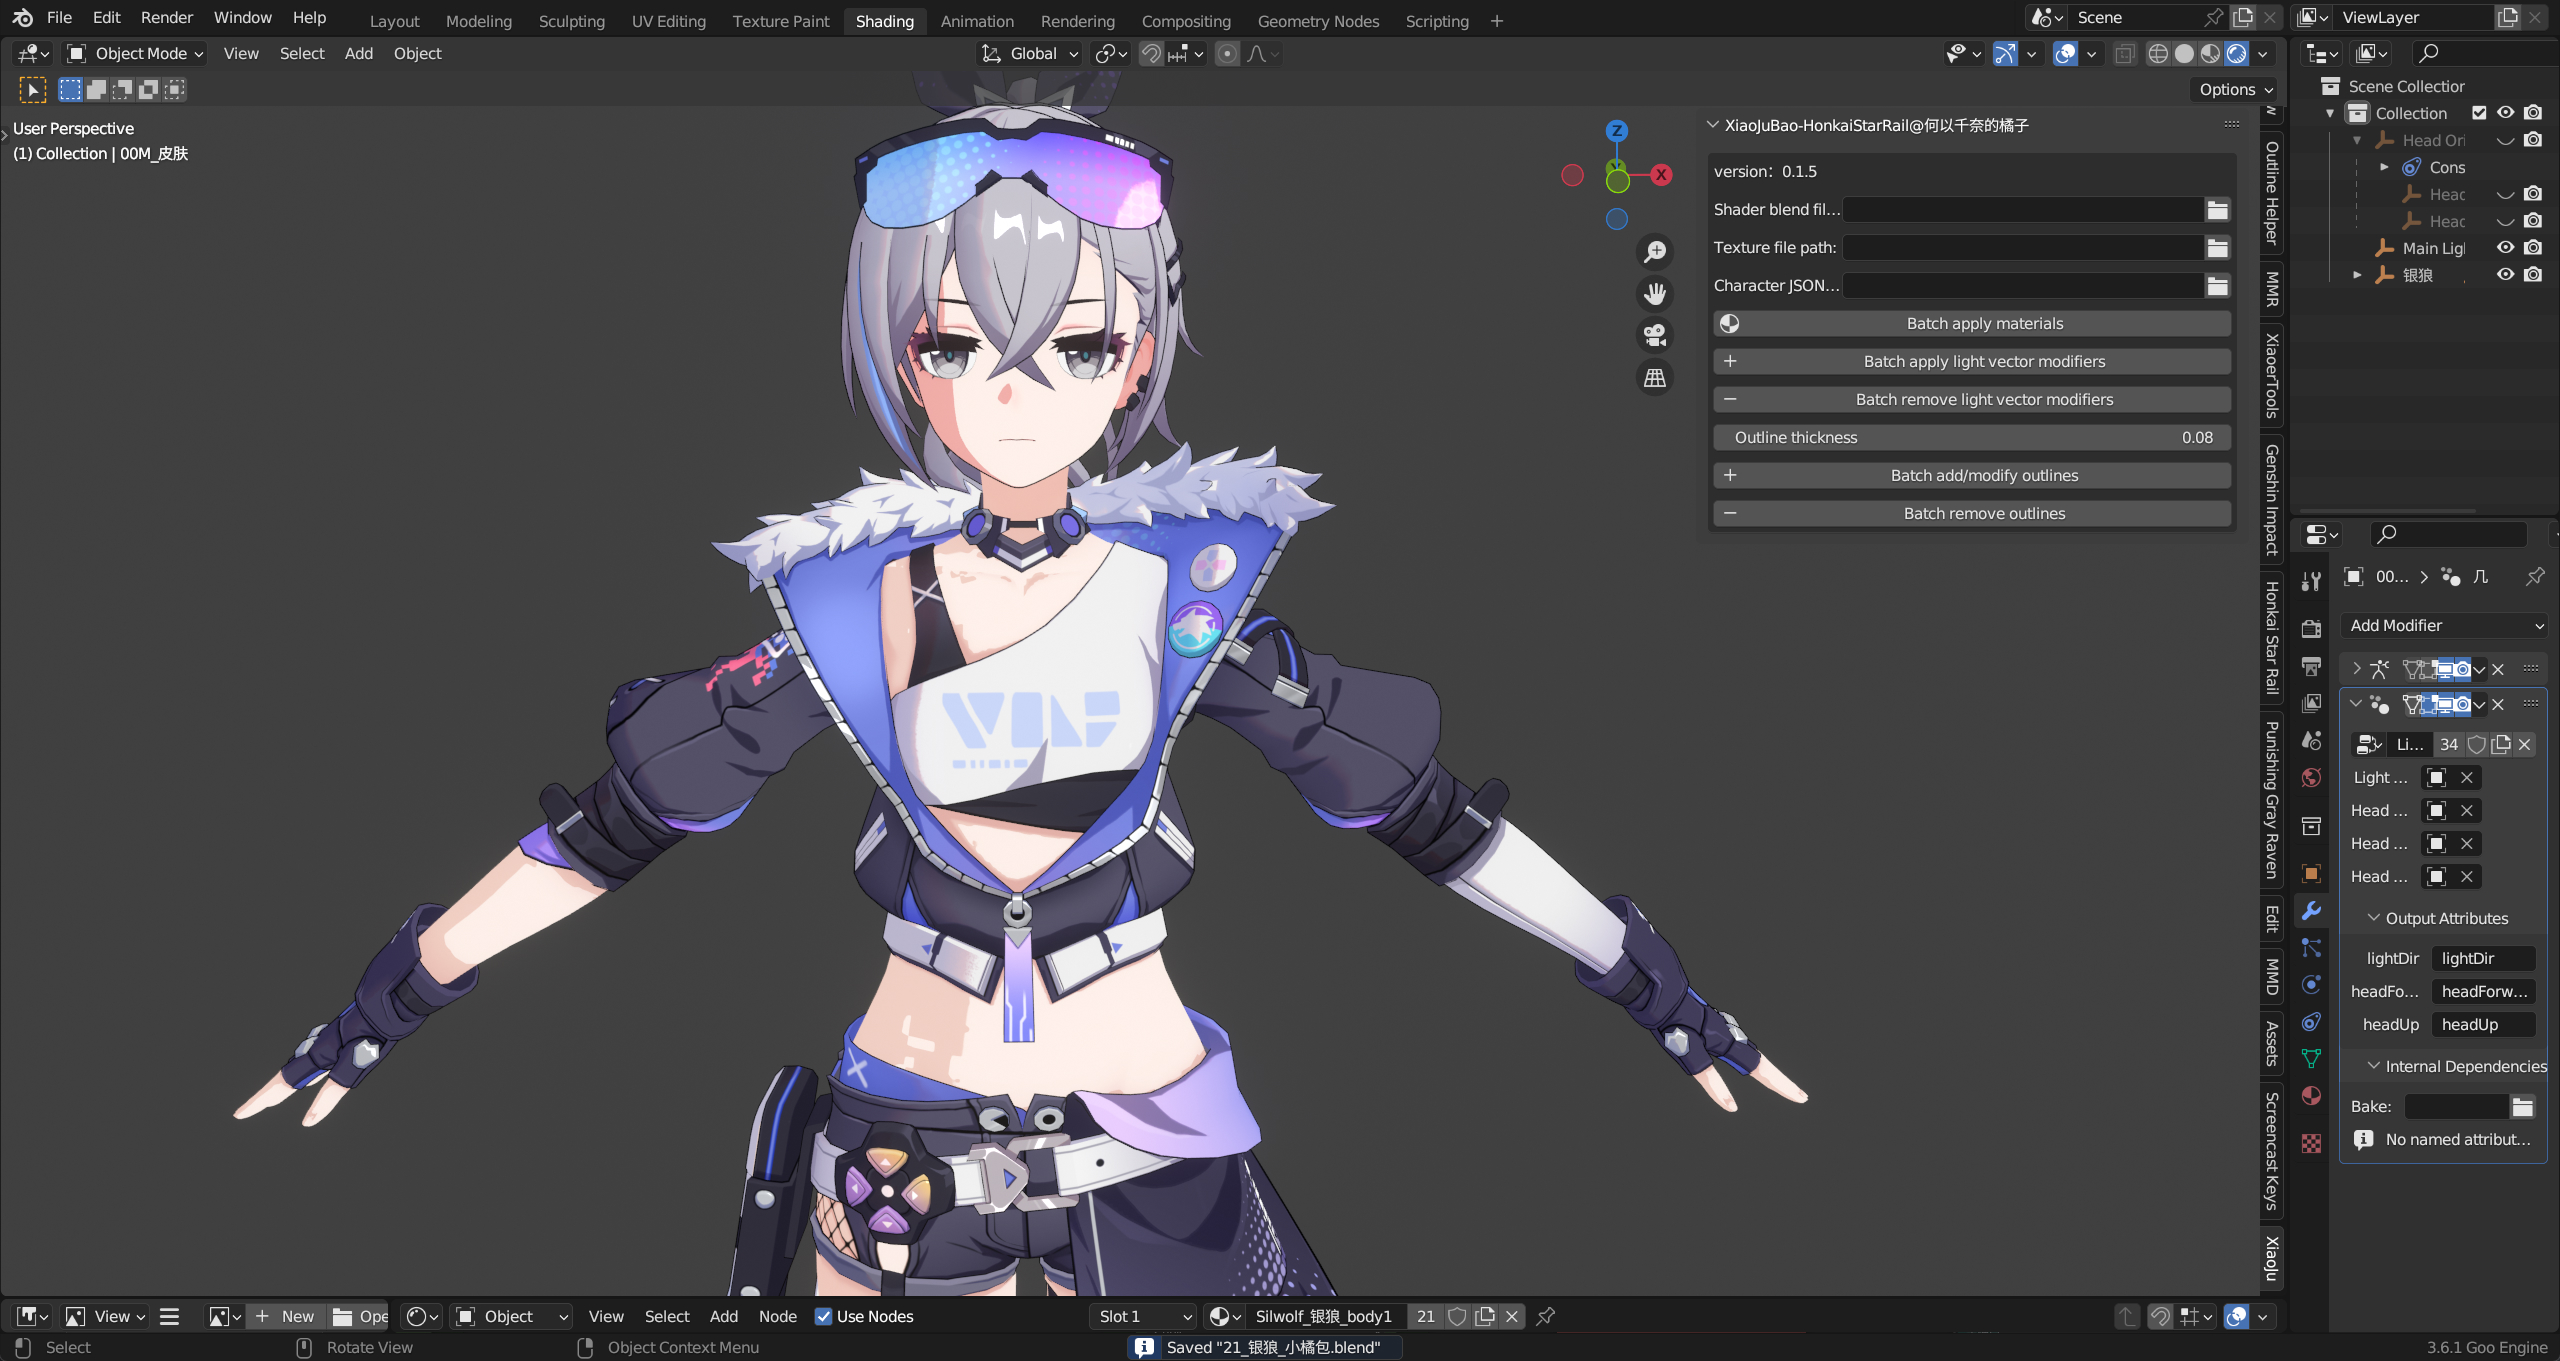 File Edit Render Window Help Layout Modeling Sculpting UV Editing Texture Paint Shading Animation Rendering Compositing Geometry Nodes Scripting + Scene ViewLayer
Object Mode View Select Add Object Global
Options
User Perspective
(1) Collection | 00M_皮肤
Z
X
Y
XiaoJuBao-HonkaiStarRail@何以千奈的橘子
version: 0.1.5
Shader blend fil...
Texture file path:
Character JSON...
Batch apply materials
Batch apply light vector modifiers
Batch remove light vector modifiers
Outline thickness 0.08
Batch add/modify outlines
Batch remove outlines
Outline Helper
MMR
XiaoerTools
Genshin Impact
Honkai Star Rail
Punishing Gray Raven
Edit
MMD
Assets
Screencast Keys
XiaoJu
Scene Collection
Collection
Head Ori
Cons
Head
Head
Main Lig
银狼
00... 几
Add Modifier
Li... 34
Light ...
Head ...
Head ...
Head ...
Output Attributes
lightDir lightDir
headFo... headForw...
headUp headUp
Internal Dependencies
Bake:
No named attribut...
View New Ope Object View Select Add Node Use Nodes Slot 1 Silwolf_银狼_body1 21
Select Rotate View Object Context Menu Saved "21_银狼_小橘包.blend" 3.6.1 Goo Engine